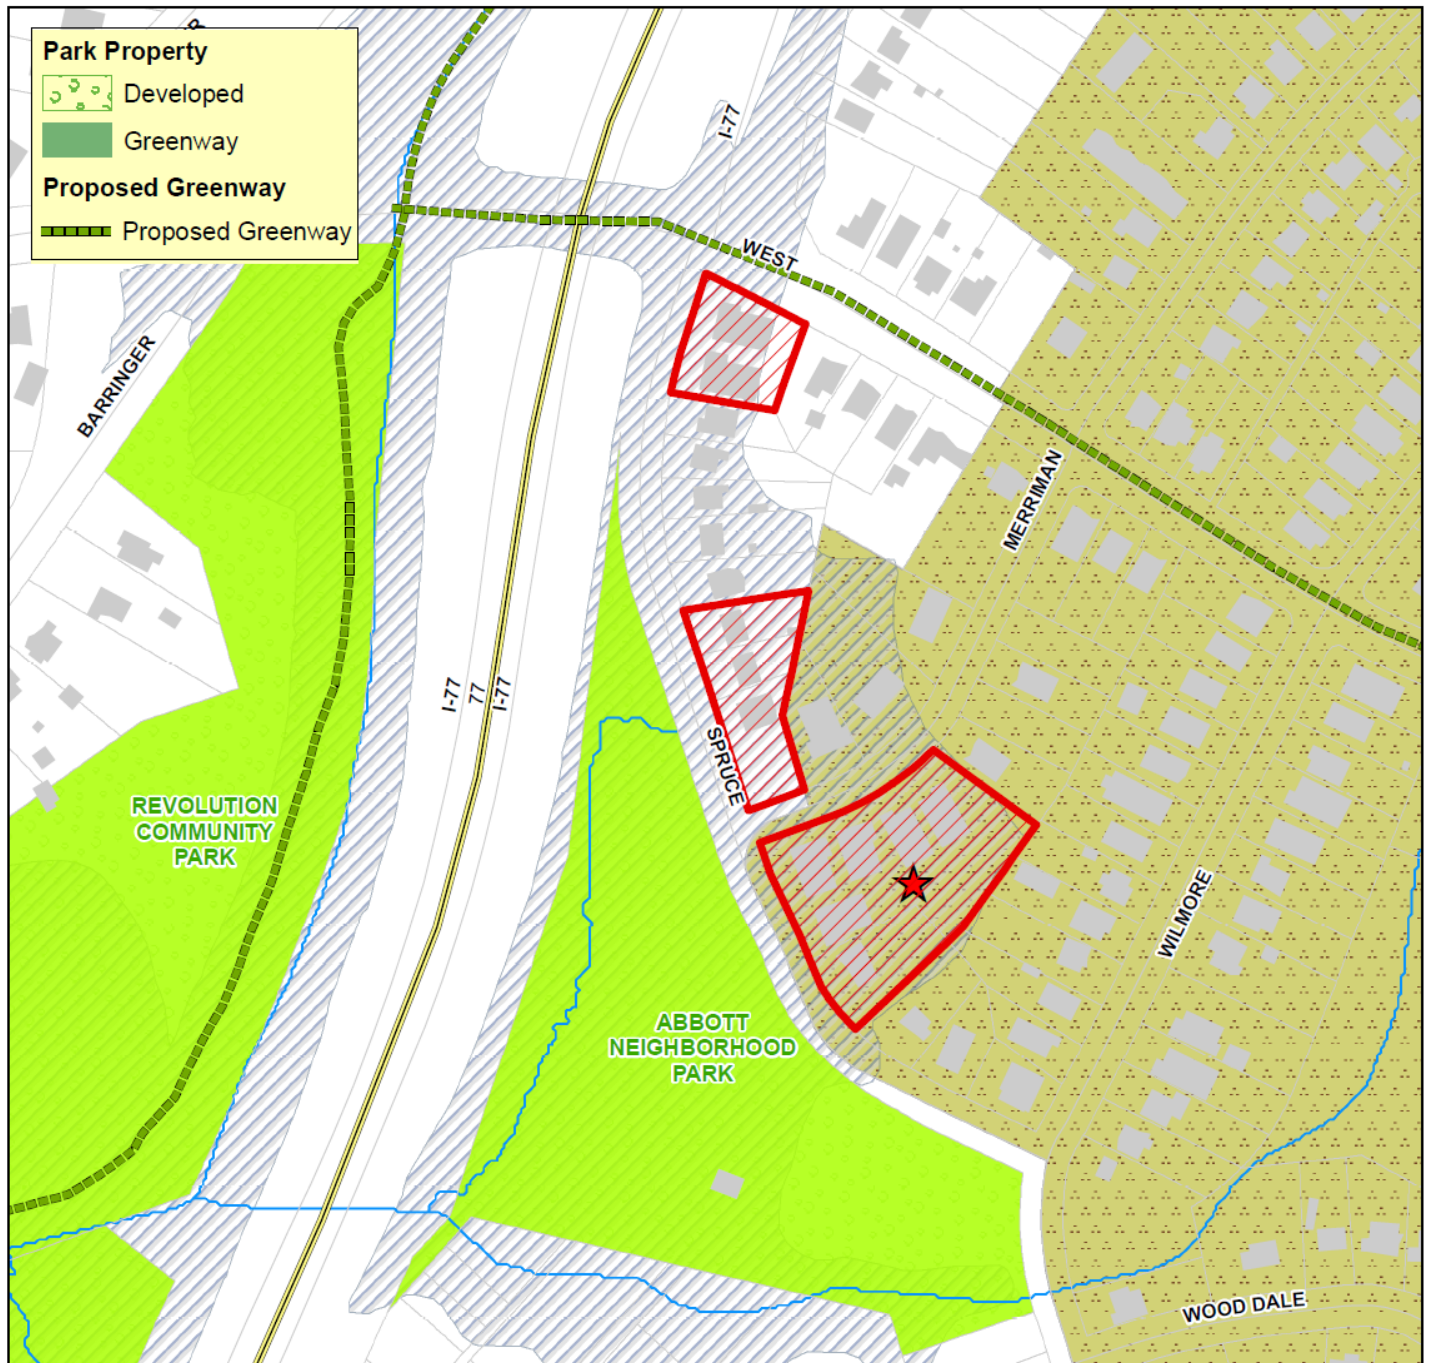 Park Property
Developed
Greenway
Proposed Greenway
Proposed Greenway
I-77
WEST
BARRINGER
MERRIMAN
I-77
77
I-77
SPRUCE
REVOLUTION
COMMUNITY
PARK
WILMORE
ABBOTT
NEIGHBORHOOD
PARK
WOOD DALE